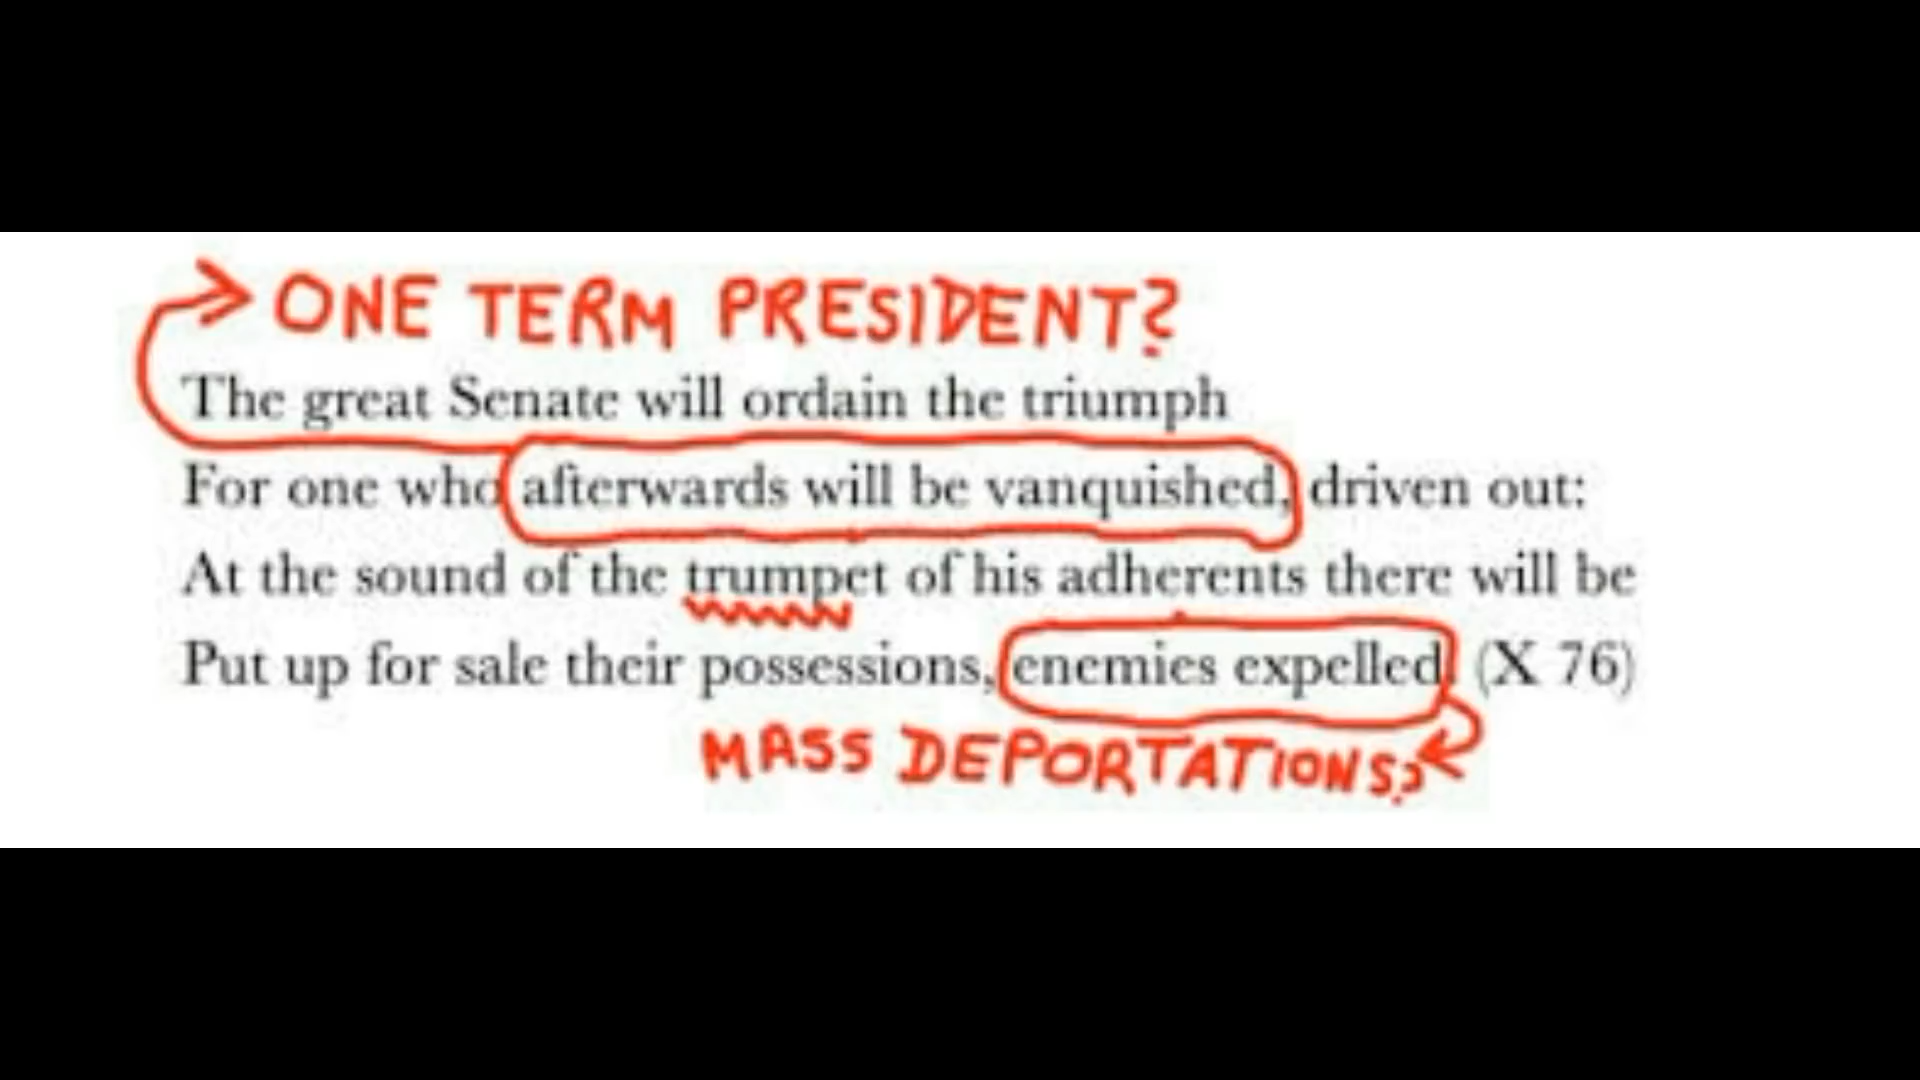 ONE TERM PRESIDENT?
The great Senate will ordain the triumph
For one who afterwards will be vanquished, driven out:
At the sound of the trumpet of his adherents there will be
Put up for sale their possessions, enemies expelled. (X 76)
MASS DEPORTATIONS?